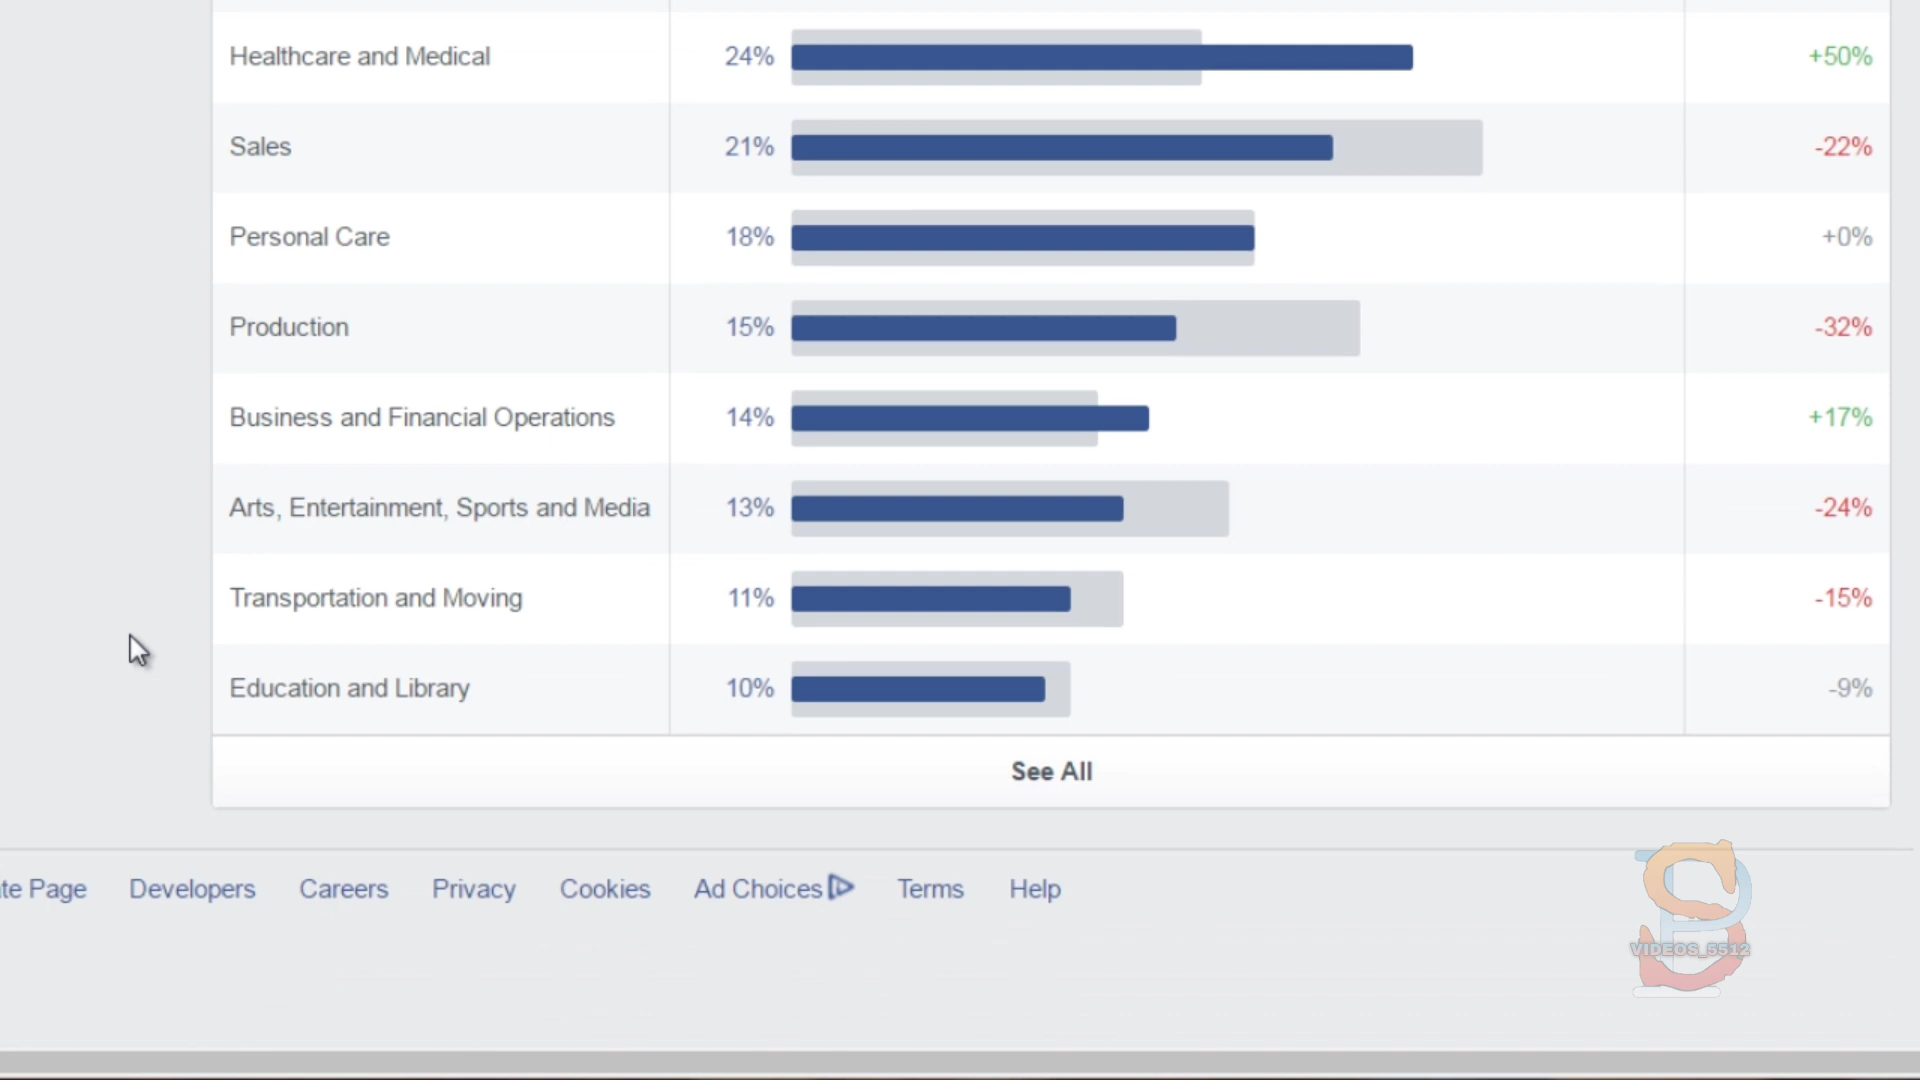 Healthcare and Medical 24% +50%
Sales 21% -22%
Personal Care 18% +0%
Production 15% -32%
Business and Financial Operations 14% +17%
Arts, Entertainment, Sports and Media 13% -24%
Transportation and Moving 11% -15%
Education and Library 10% -9%
See All
te Page Developers Careers Privacy Cookies Ad Choices Terms Help
VIDEOS_5512